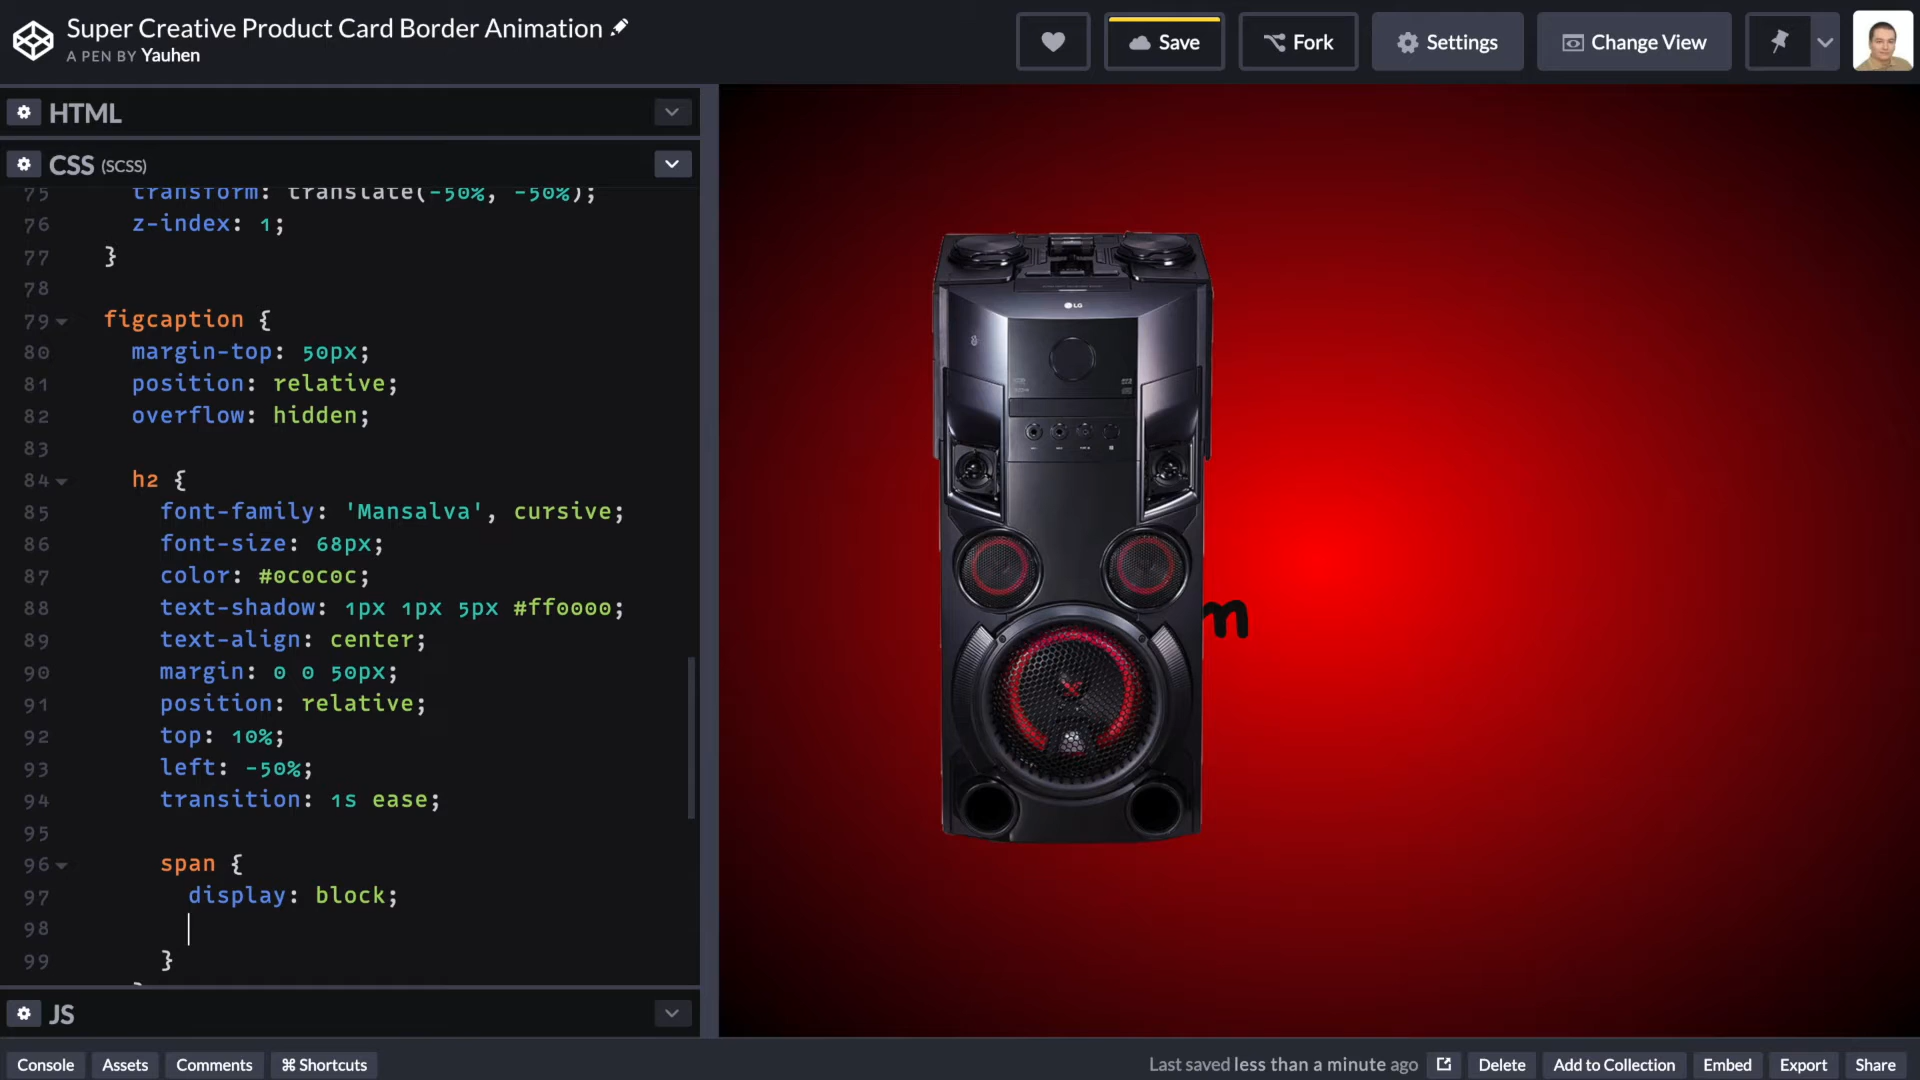 Super Creative Product Card Border Animation
A PEN BY Yauhen
Save
Fork
Settings
Change View
HTML
CSS (SCSS)
75 transform: translate(-50%, -50%);
76 z-index: 1;
77 }
78
79 figcaption {
80 margin-top: 50px;
81 position: relative;
82 overflow: hidden;
83
84 h2 {
85 font-family: 'Mansalva', cursive;
86 font-size: 68px;
87 color: #0c0c0c;
88 text-shadow: 1px 1px 5px #ff0000;
89 text-align: center;
90 margin: 0 0 50px;
91 position: relative;
92 top: 10%;
93 left: -50%;
94 transition: 1s ease;
95
96 span {
97 display: block;
98
99 }
LG
m
JS
Console
Assets
Comments
⌘ Shortcuts
Last saved less than a minute ago
Delete
Add to Collection
Embed
Export
Share